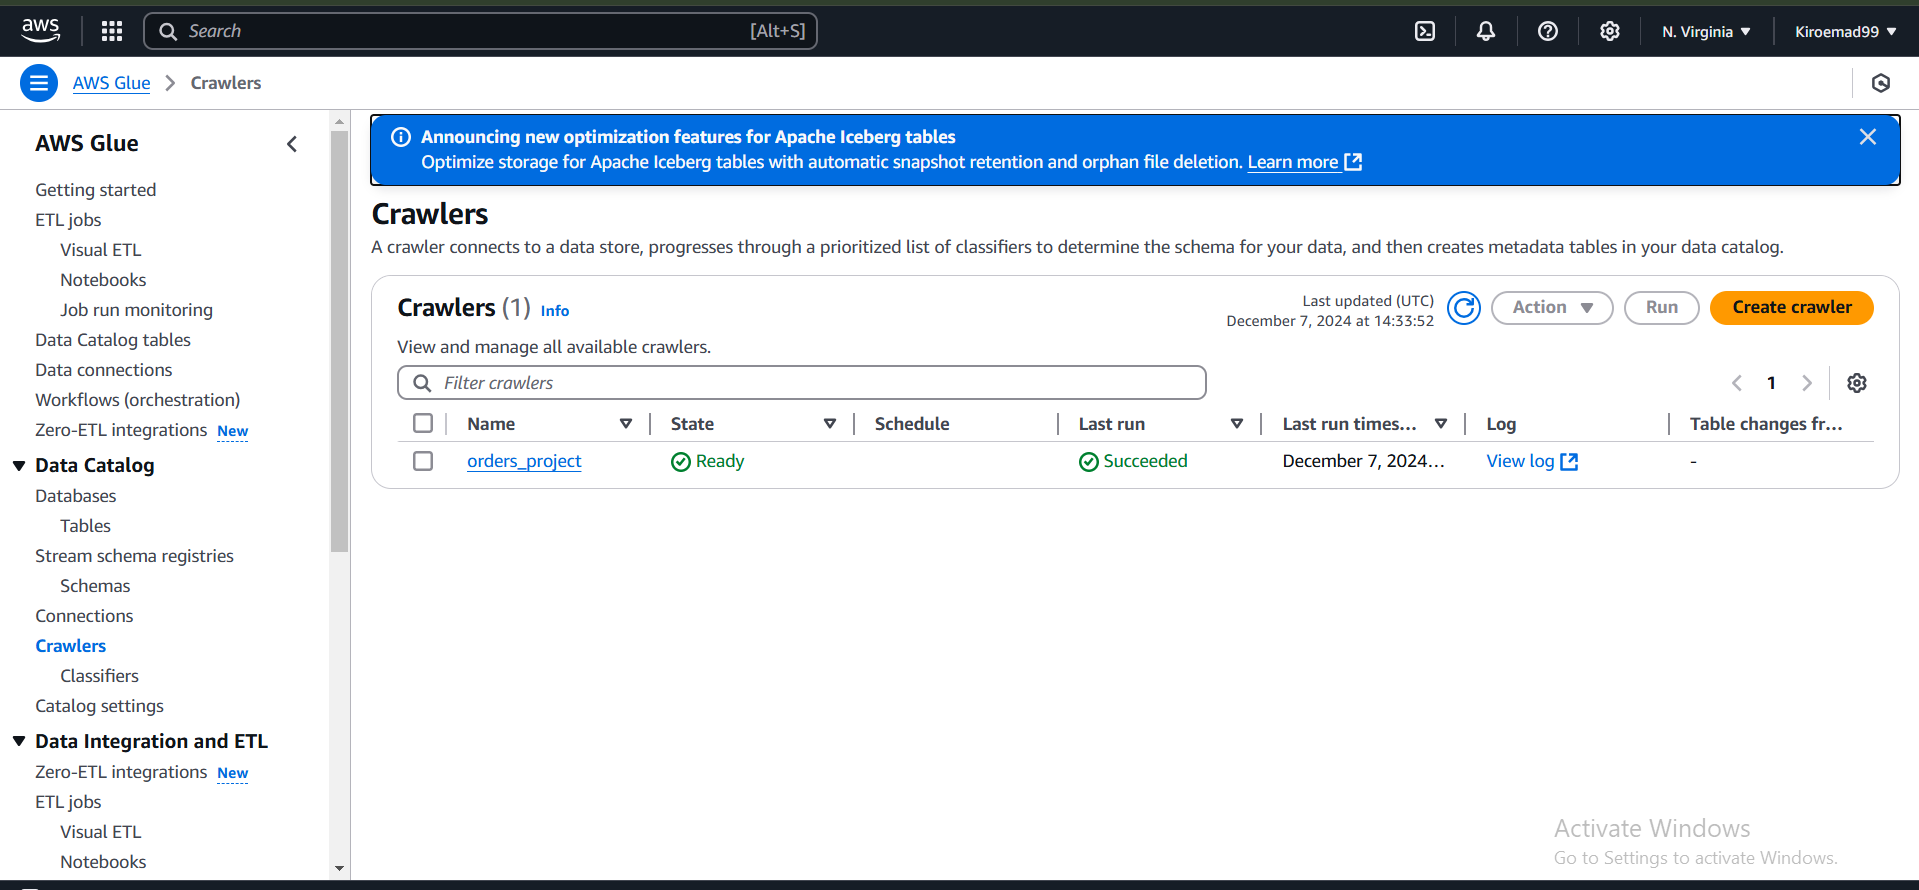 aws
Search [Alt+S]
N. Virginia
Kiroemad99
AWS Glue
Crawlers
AWS Glue
Getting started
ETL jobs
Visual ETL
Notebooks
Job run monitoring
Data Catalog tables
Data connections
Workflows (orchestration)
Zero-ETL integrations New
Data Catalog
Databases
Tables
Stream schema registries
Schemas
Connections
Crawlers
Classifiers
Catalog settings
Data Integration and ETL
Zero-ETL integrations New
ETL jobs
Visual ETL
Notebooks
Announcing new optimization features for Apache Iceberg tables
Optimize storage for Apache Iceberg tables with automatic snapshot retention and orphan file deletion. Learn more
Crawlers
A crawler connects to a data store, progresses through a prioritized list of classifiers to determine the schema for your data, and then creates metadata tables in your data catalog.
Crawlers (1) Info
Last updated (UTC)
December 7, 2024 at 14:33:52
Action
Run
Create crawler
View and manage all available crawlers.
Filter crawlers
1
Name State Schedule Last run Last run times... Log Table changes fr...
orders_project Ready Succeeded December 7, 2024... View log -
Activate Windows
Go to Settings to activate Windows.